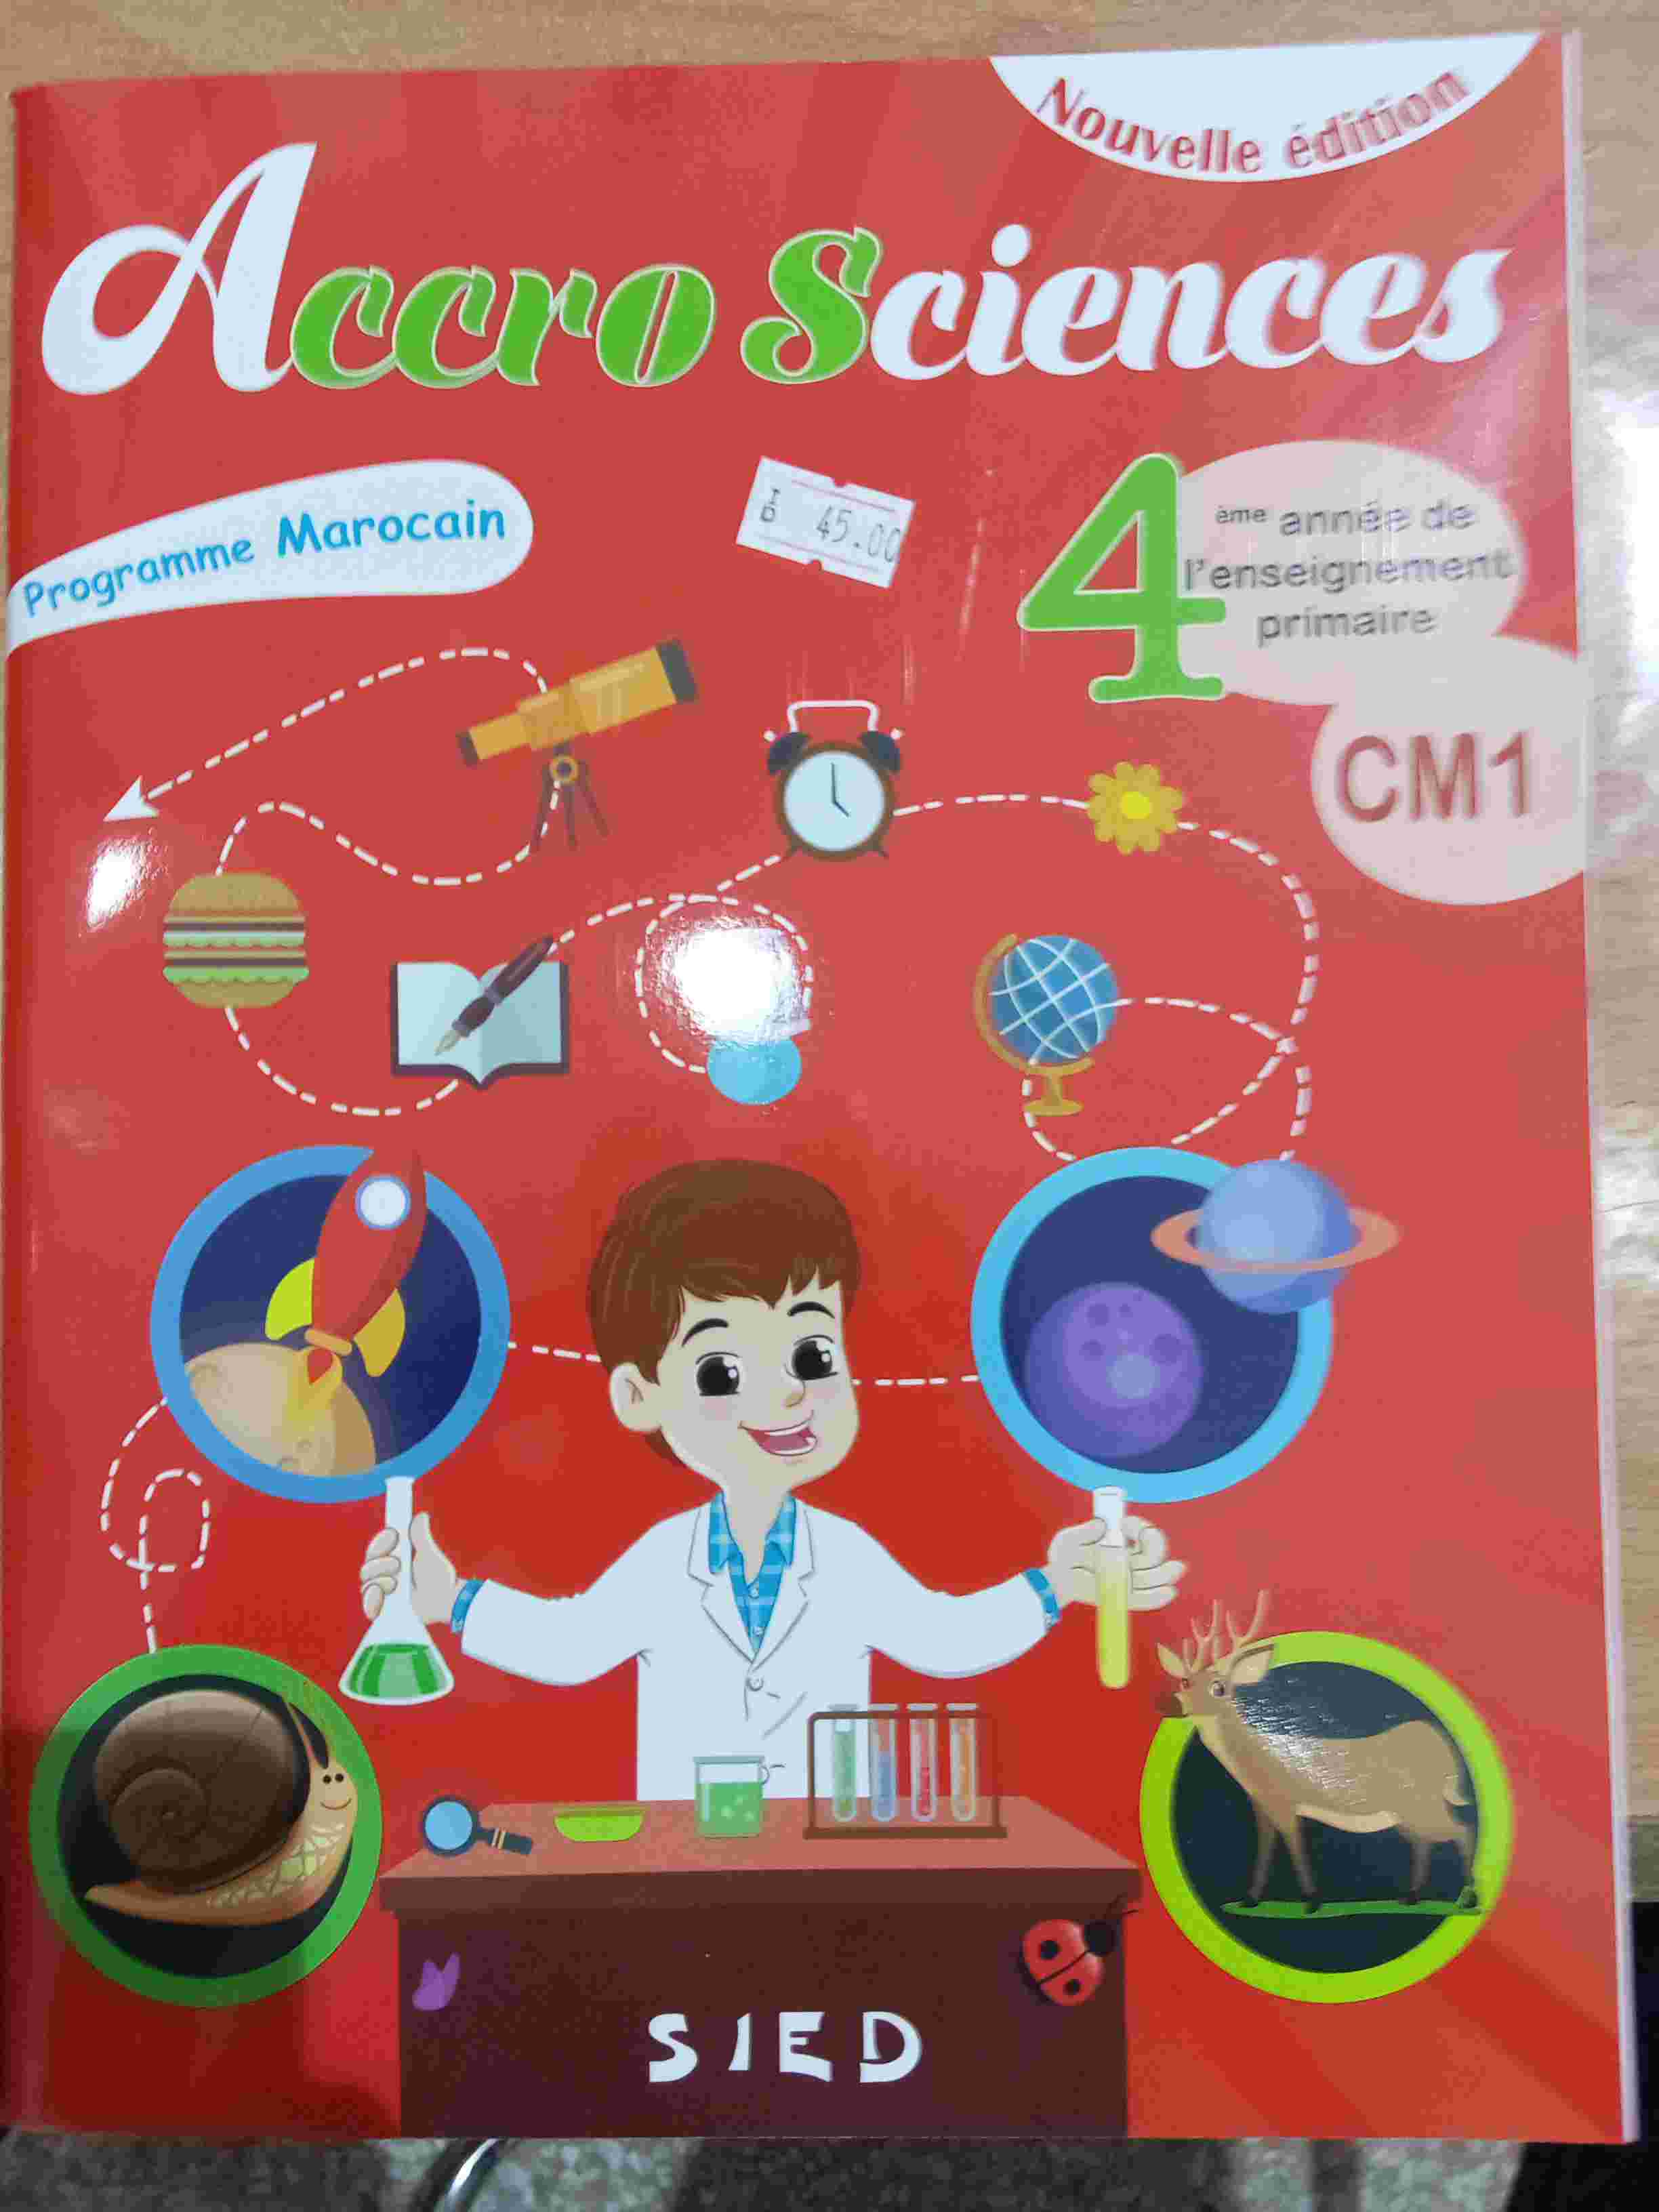 Nouvelle édition
Accro Sciences
Programme Marocain
45.00
4 ème année de
l'enseignement
primaire
CM1
SIED